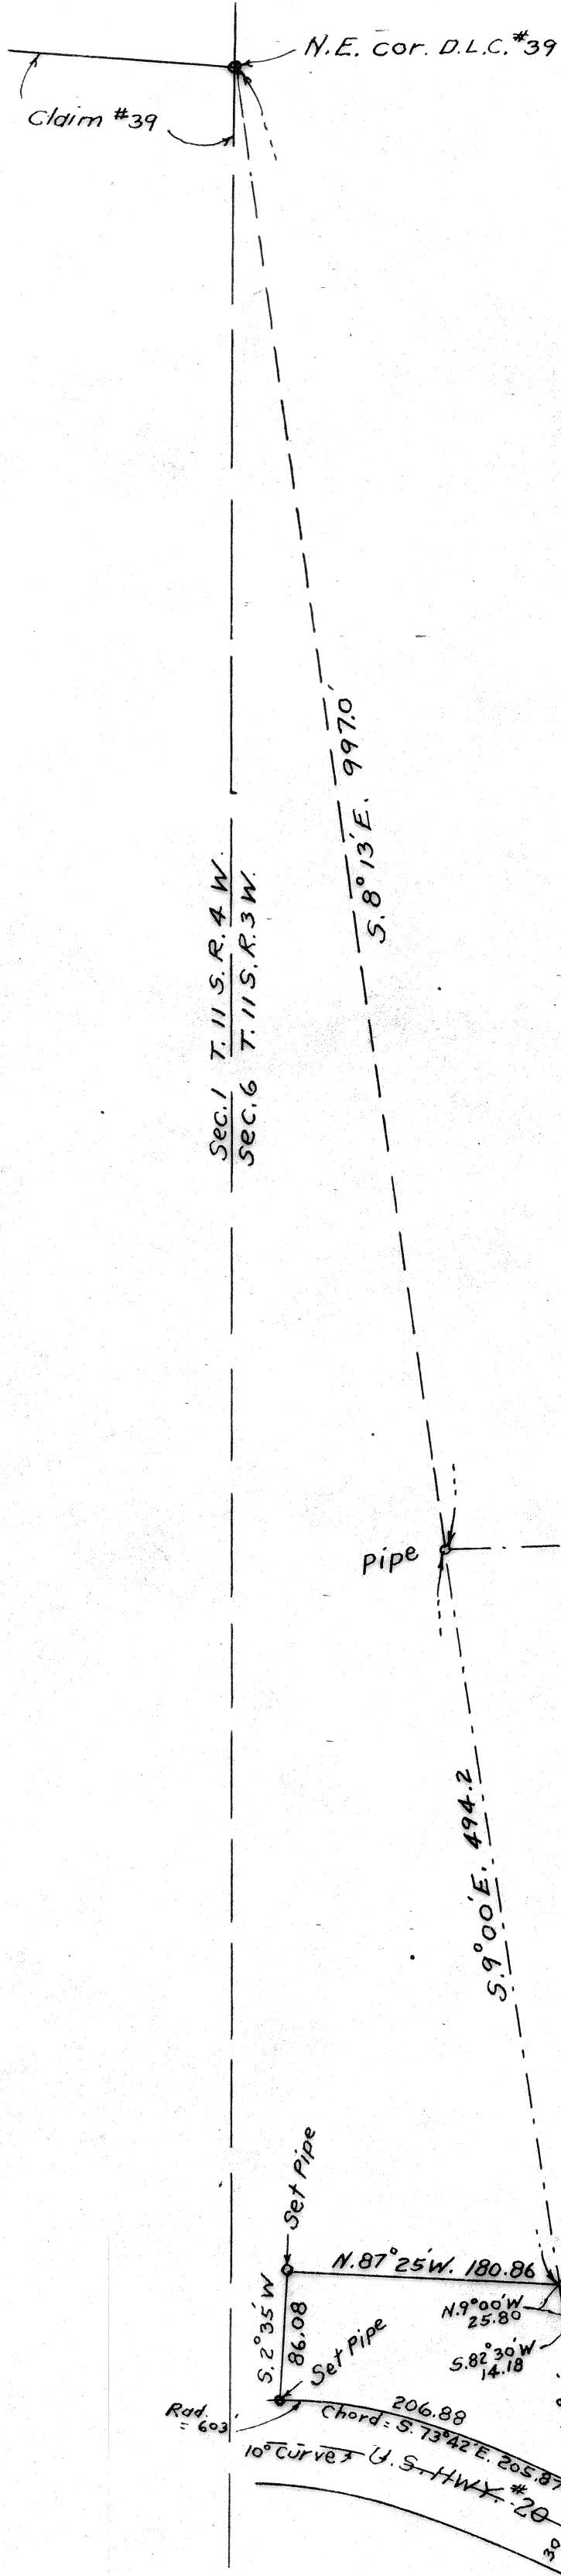 N.E. cor. D.L.C. #39
Claim #39
S. 8° 13' E. 997.0'
Sec. 1 T. 11 S. R. 4 W.
Sec. 6 T. 11 S. R. 3 W.
Pipe
S. 9° 00' E. 494.2
Set Pipe
N. 87° 25' W. 180.86
N. 9° 00' W
25.80
S. 2° 35' W
86.08
S. 82° 30' W
14.18
Set Pipe
Rad.
= 603'
206.88
Chord = S. 73° 42' E. 205.87
10° Curve
U.S. HWY. #20
30